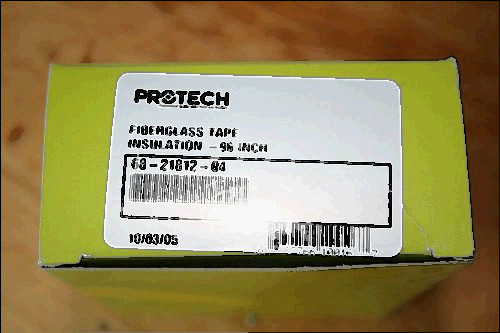 PROTECH
FIBERGLASS TAPE
INSULATION - 96 INCH
68-21812-04
10/03/05